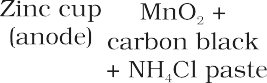 Zinc cup
(anode)
MnO₂ +
carbon black
+ NH₄Cl paste